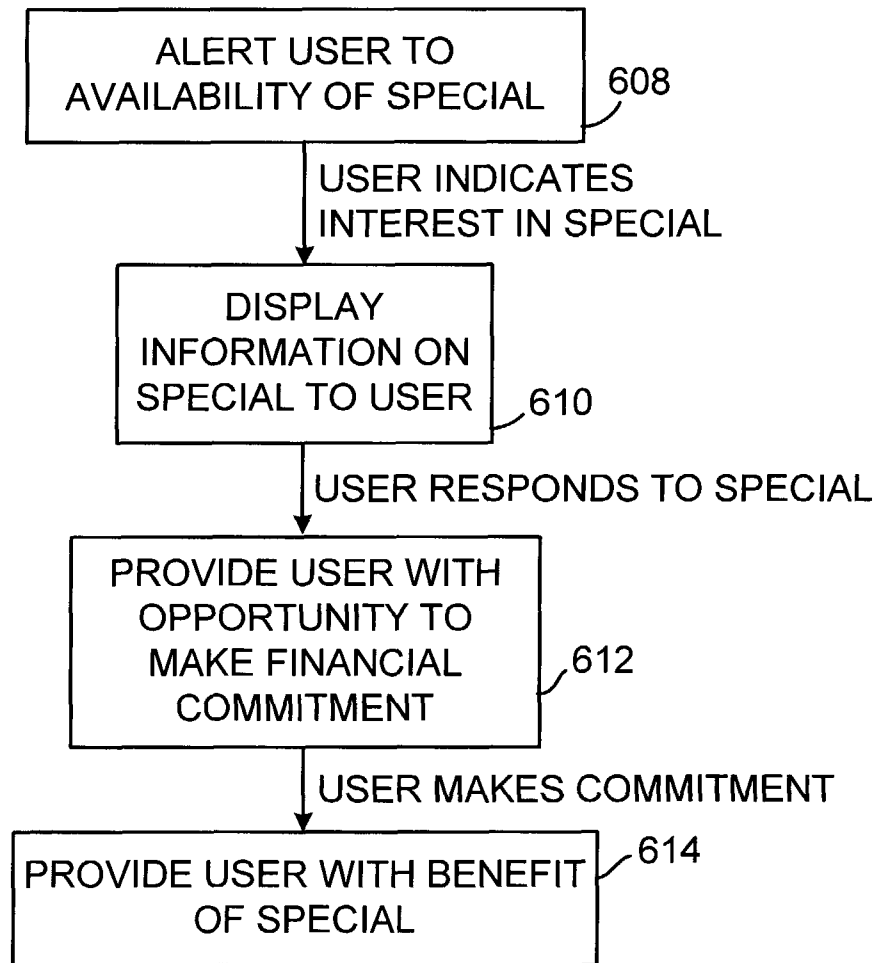 ALERT USER TO
AVAILABILITY OF SPECIAL
608
USER INDICATES
INTEREST IN SPECIAL
DISPLAY
INFORMATION ON
SPECIAL TO USER
610
USER RESPONDS TO SPECIAL
PROVIDE USER WITH
OPPORTUNITY TO
MAKE FINANCIAL
COMMITMENT
612
USER MAKES COMMITMENT
PROVIDE USER WITH BENEFIT
OF SPECIAL
614